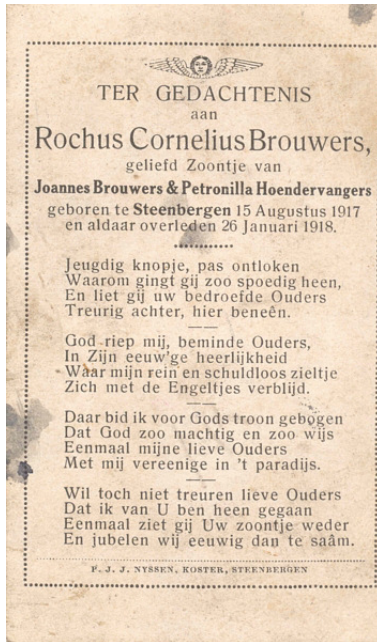 TER GEDACHTENIS
aan
Rochus Cornelius Brouwers,
geliefd Zoontje van
Joannes Brouwers & Petronilla Hoendervangers
geboren te Steenbergen 15 Augustus 1917
en aldaar overleden 26 Januari 1918.
Jeugdig knopje, pas ontloken
Waarom gingt gij zoo spoedig heen,
En liet gij uw bedroefde Ouders
Treurig achter, hier beneên.
God riep mij, beminde Ouders,
In Zijn eeuw'ge heerlijkheid
Waar mijn rein en schuldloos zieltje
Zich met de Engeltjes verblijd.
Daar bid ik voor Gods troon gebogen
Dat God zoo machtig en zoo wijs
Eenmaal mijne lieve Ouders
Met mij vereenige in 't paradijs.
Wil toch niet treuren lieve Ouders
Dat ik van U ben heen gegaan
Eenmaal ziet gij Uw zoontje weder
En jubelen wij eeuwig dan te saâm.
F. J. J. NYSSEN, KOSTER, STEENBERGEN